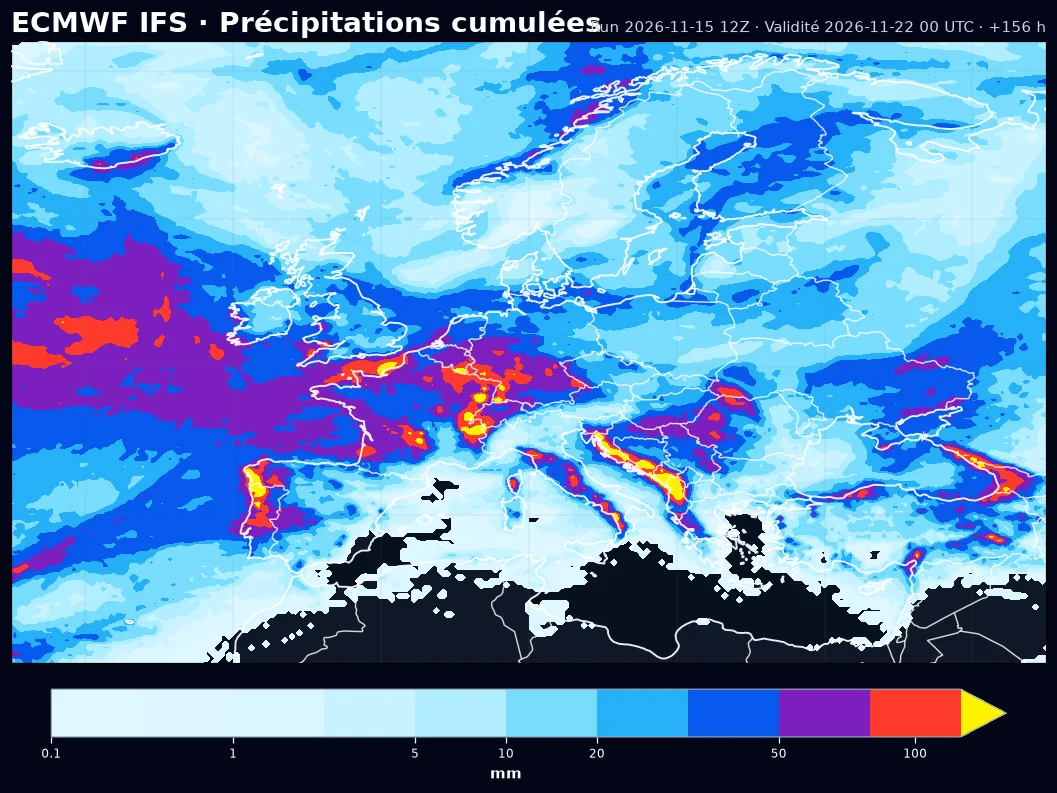 ECMWF IFS · Précipitations cumulées
Run 2026-11-15 12Z · Validité 2026-11-22 00 UTC · +156 h
0.1 1 5 10 20 50 100
mm